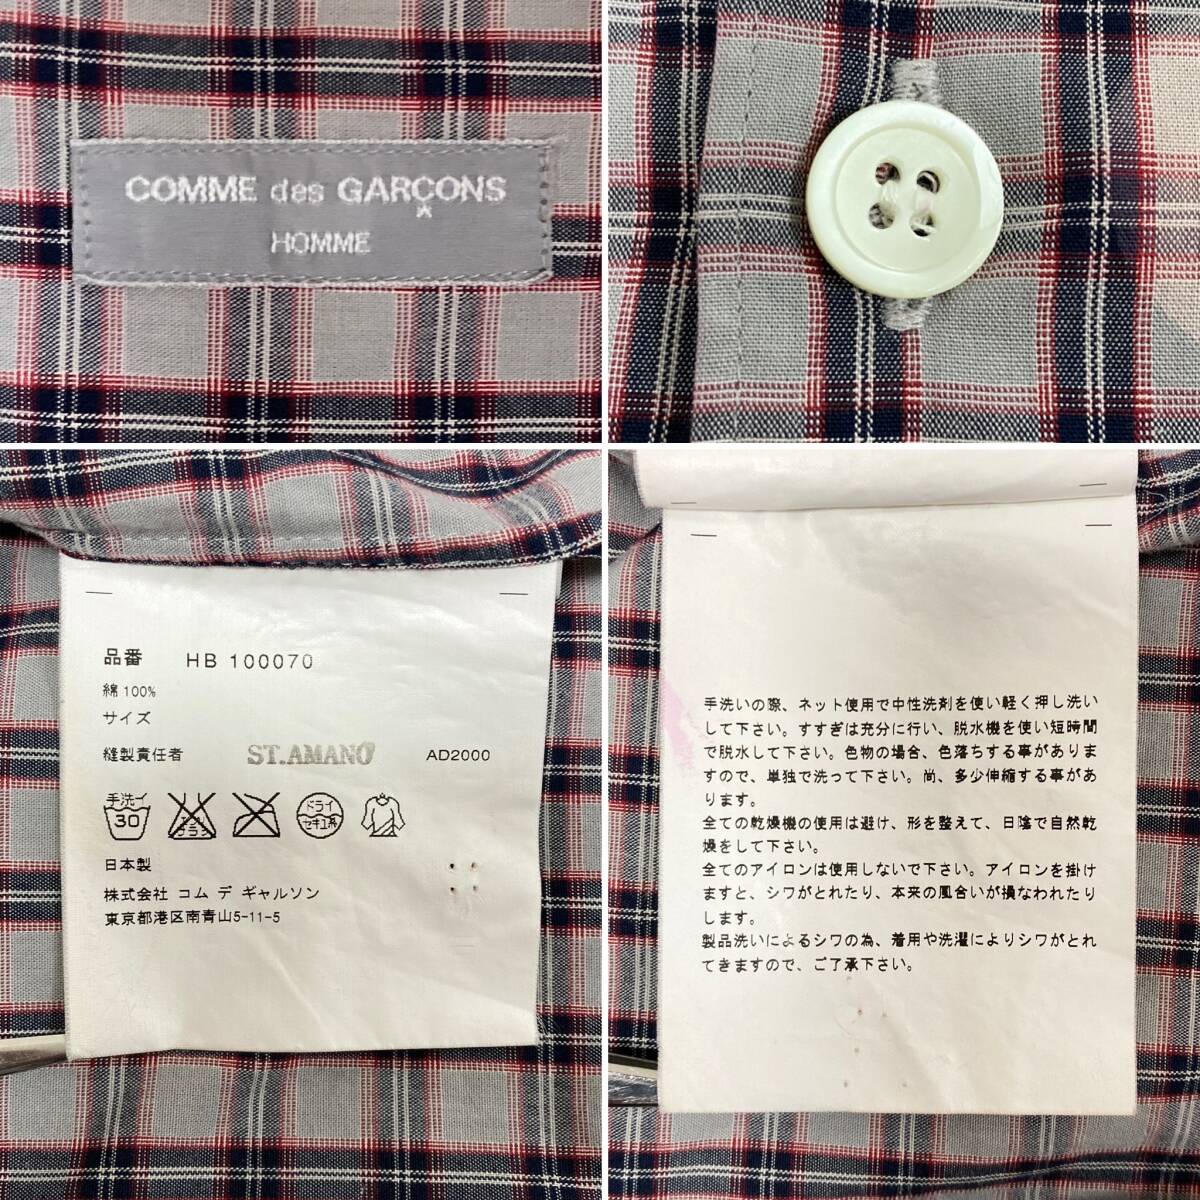 COMME des GARÇONS
HOMME
品番 HB 100070
綿 100%
サイズ
縫製責任者 ST.AMANO AD2000
手洗イ
30
ドライ
セキユ系
日本製
株式会社 コム デ ギャルソン
東京都港区南青山5-11-5
手洗いの際、ネット使用で中性洗剤を使い軽く押し洗い
して下さい。すすぎは充分に行い、脱水機を使い短時間
で脱水して下さい。色物の場合、色落ちする事がありま
すので、単独で洗って下さい。尚、多少伸縮する事があ
ります。
全ての乾燥機の使用は避け、形を整えて、日陰で自然乾
燥をして下さい。
全てのアイロンは使用しないで下さい。アイロンを掛け
ますと、シワがとれたり、本来の風合いが損なわれたり
します。
製品洗いによるシワの為、着用や洗濯によりシワがとれ
てきますので、ご了承下さい。